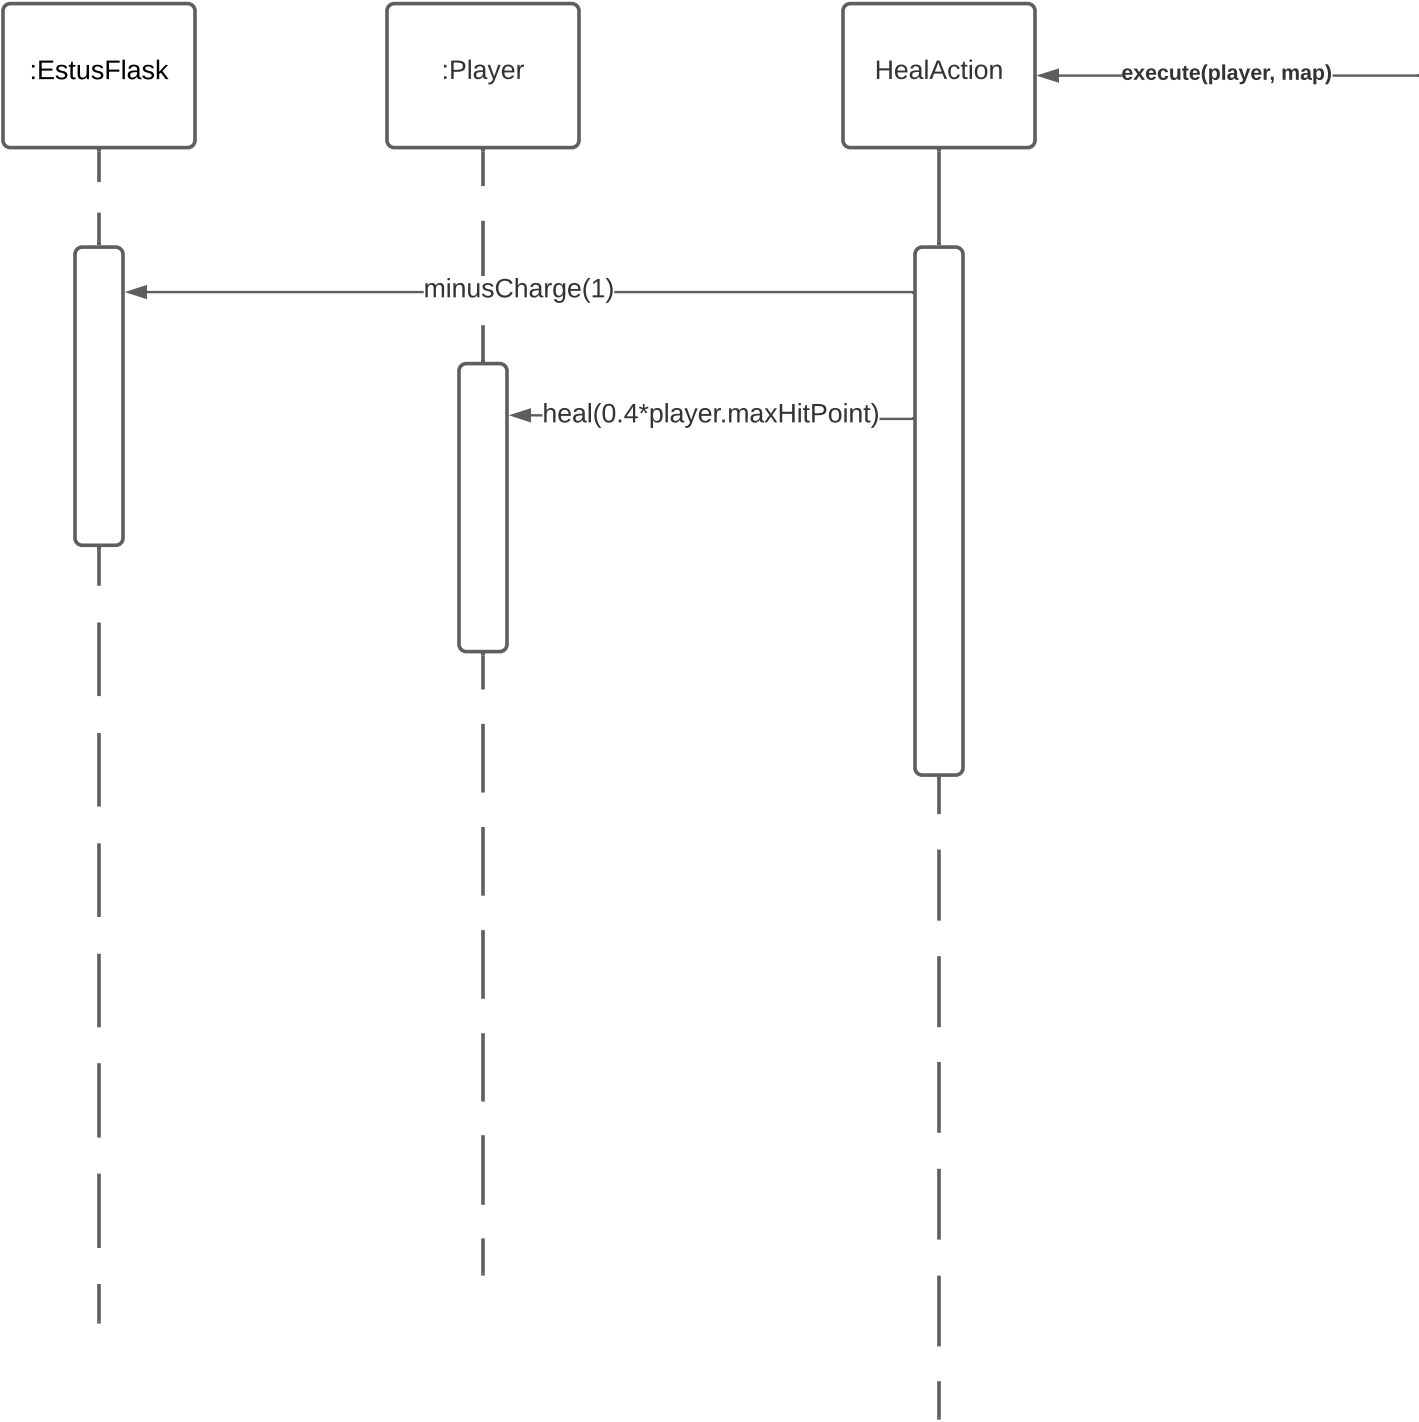 :EstusFlask
:Player
HealAction
execute(player, map)
minusCharge(1)
heal(0.4*player.maxHitPoint)